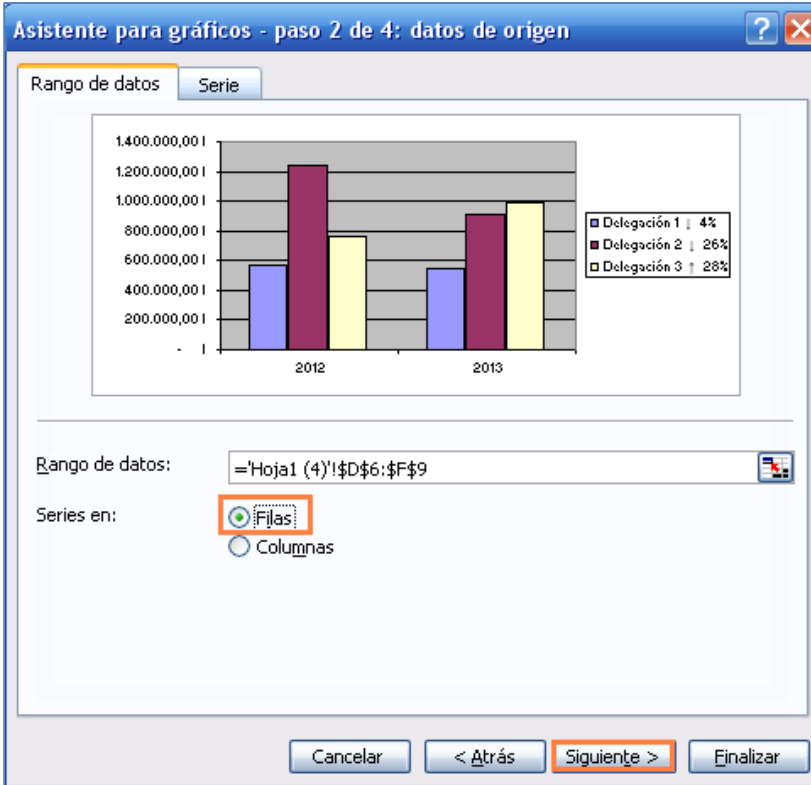 Asistente para gráficos - paso 2 de 4: datos de origen
?
Rango de datos
Serie
1.400.000,00 l
1.200.000,00 l
1.000.000,00 l
800.000,00 l
600.000,00 l
400.000,00 l
200.000,00 l
- l
2012
2013
Delegación 1 ↓ 4%
Delegación 2 ↓ 26%
Delegación 3 ↑ 28%
Rango de datos:
='Hoja1 (4)'!$D$6:$F$9
Series en:
Filas
Columnas
Cancelar
< Atrás
Siguiente >
Finalizar